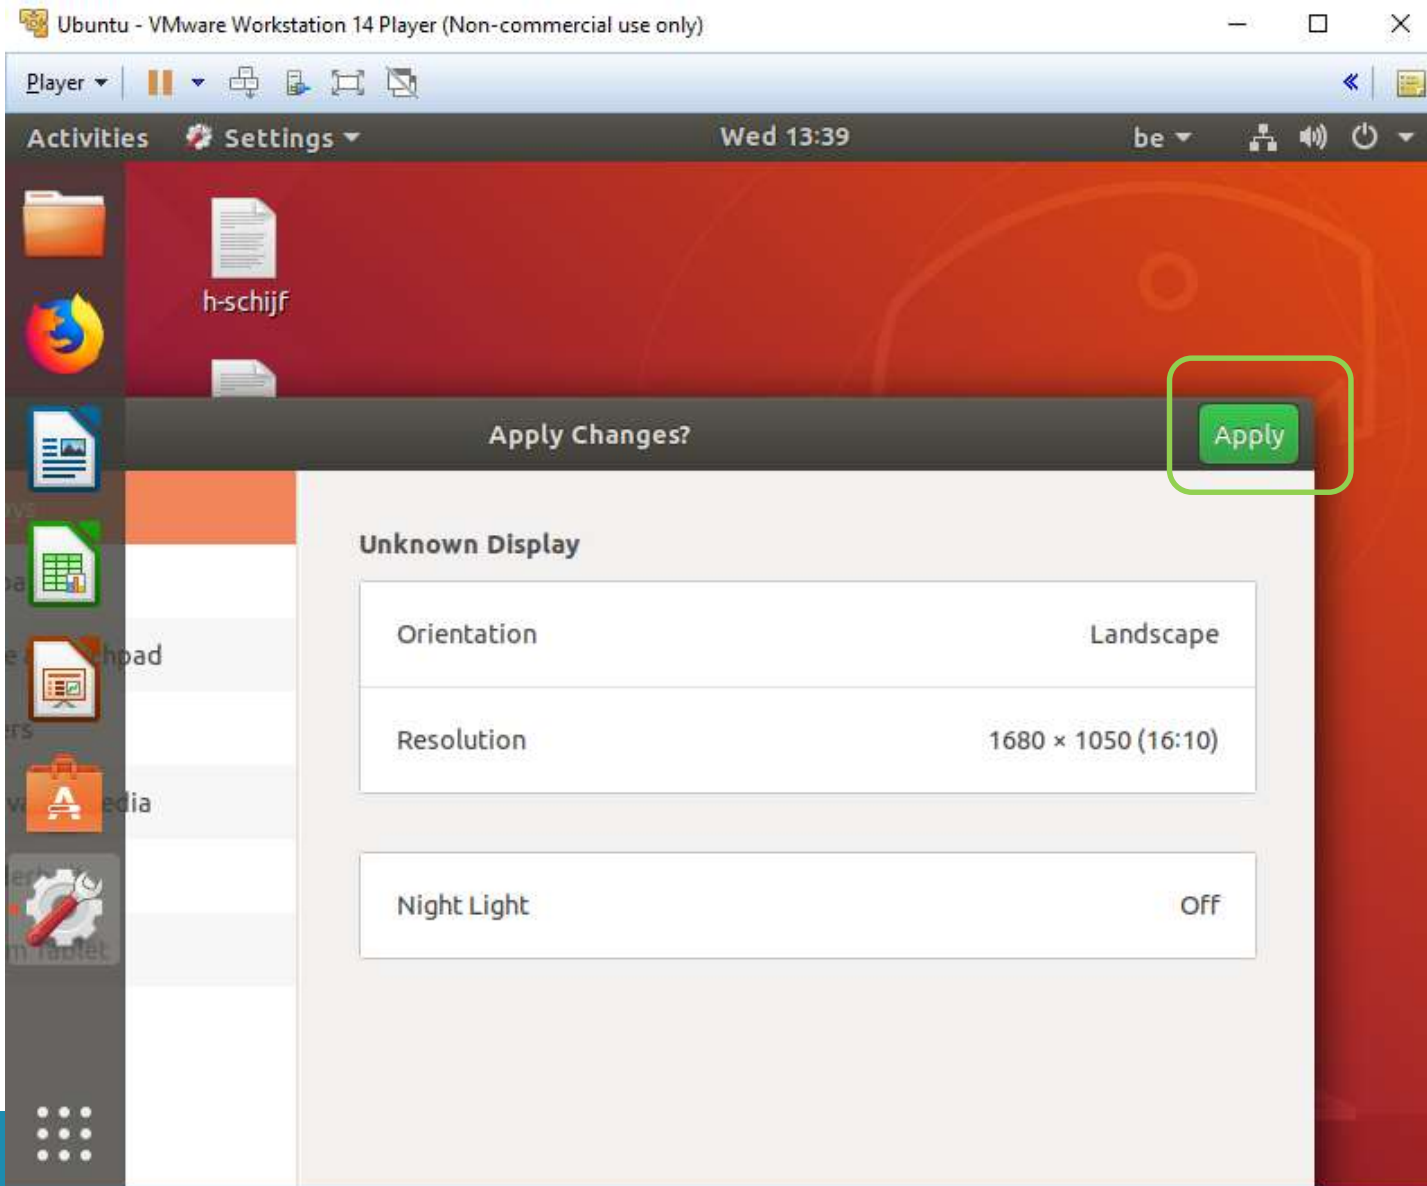 Ubuntu - VMware Workstation 14 Player (Non-commercial use only)
Player
Activities Settings Wed 13:39 be
h-schijf
Apply Changes? Apply
Unknown Display
Orientation Landscape
Resolution 1680 × 1050 (16:10)
Night Light Off